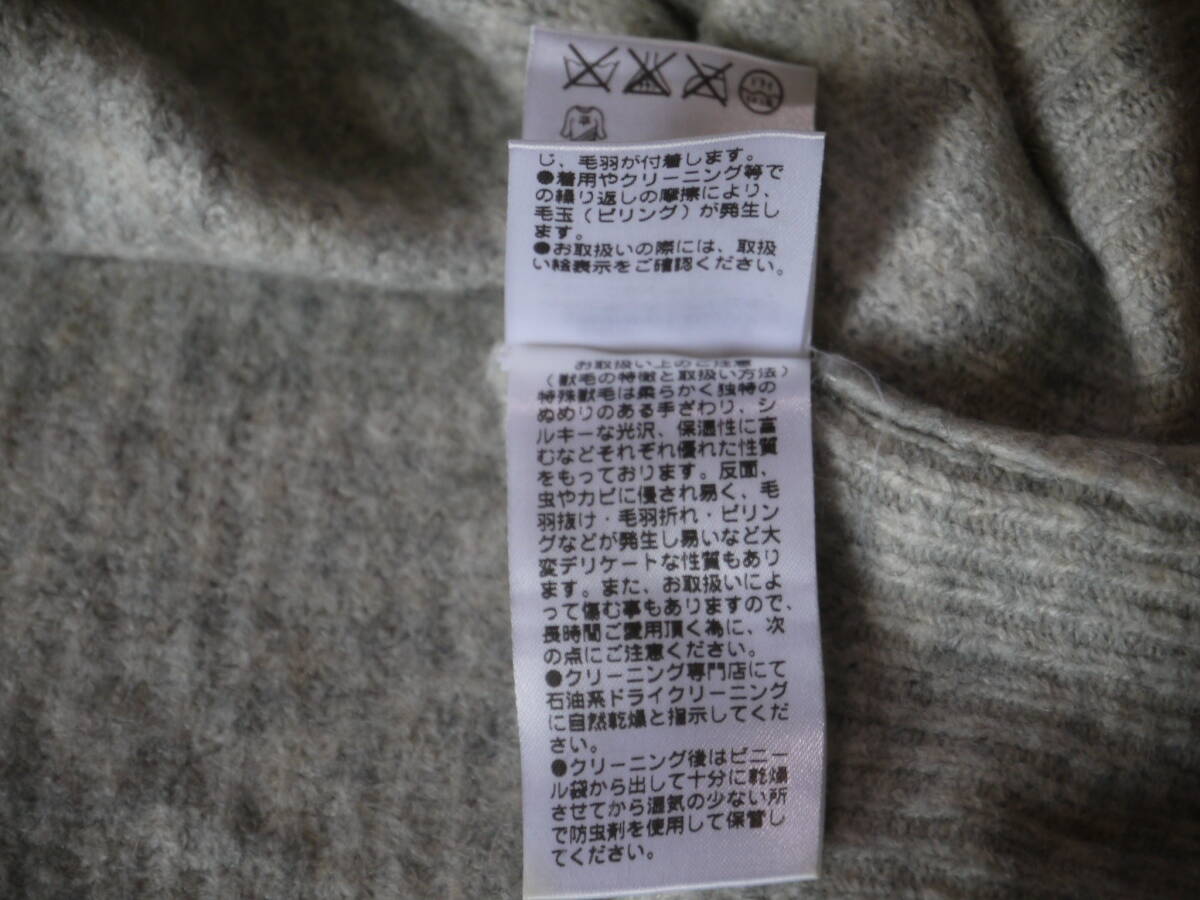 じ、毛羽が付着します。
●着用やクリーニング等で
の繰り返しの摩擦により、
毛玉（ピリング）が発生し
ます。
●お取扱いの際には、取扱
い絵表示をご確認ください。
お取扱い上のご注意
（獣毛の特徴と取扱い方法）
特殊獣毛は柔らかく独特の
ぬめりのある手ざわり、シ
ルキーな光沢、保温性に富
むなどそれぞれ優れた性質
をもっております。反面、
虫やカビに侵され易く、毛
羽抜け・毛羽折れ・ピリン
グなどが発生し易いなど大
変デリケートな性質もあり
ます。また、お取扱いによ
って傷む事もありますので、
長時間ご愛用頂く為に、次
の点にご注意ください。
●クリーニング専門店にて
石油系ドライクリーニング
に自然乾燥と指示してくだ
さい。
●クリーニング後はビニー
ル袋から出して十分に乾燥
させてから湿気の少ない所
で防虫剤を使用して保管し
てください。